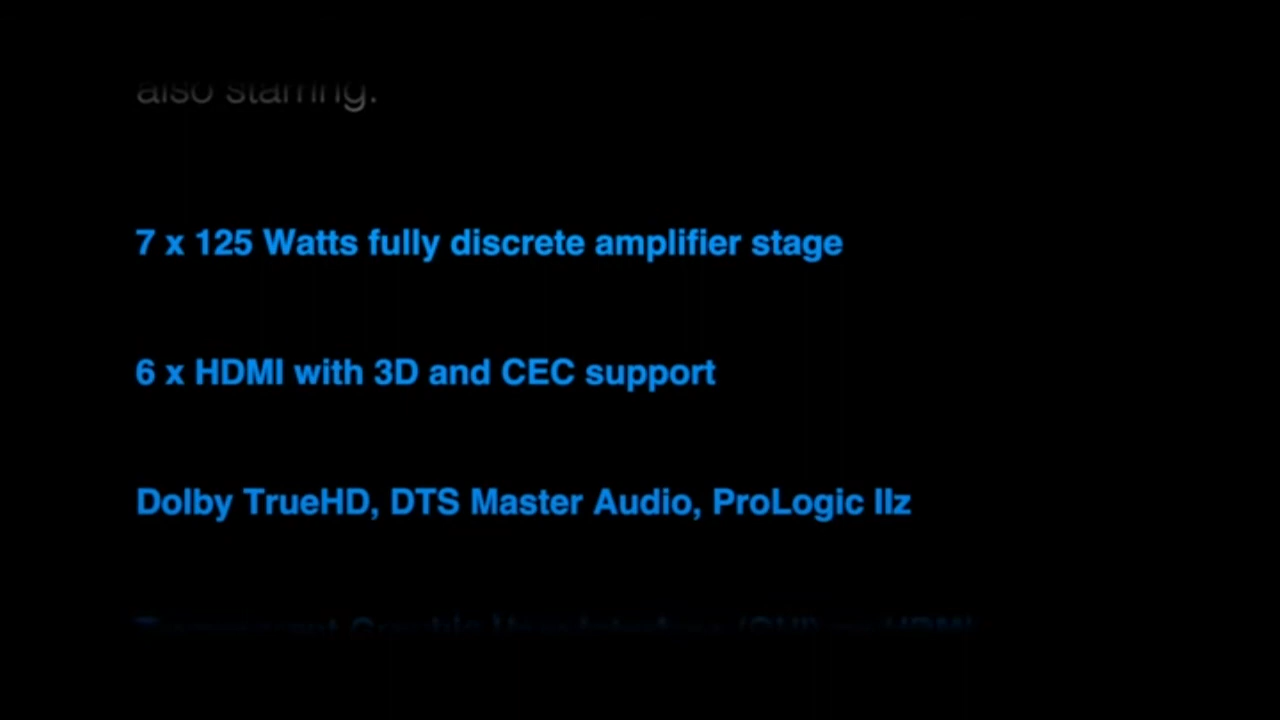 also starring:
7 x 125 Watts fully discrete amplifier stage
6 x HDMI with 3D and CEC support
Dolby TrueHD, DTS Master Audio, ProLogic IIz